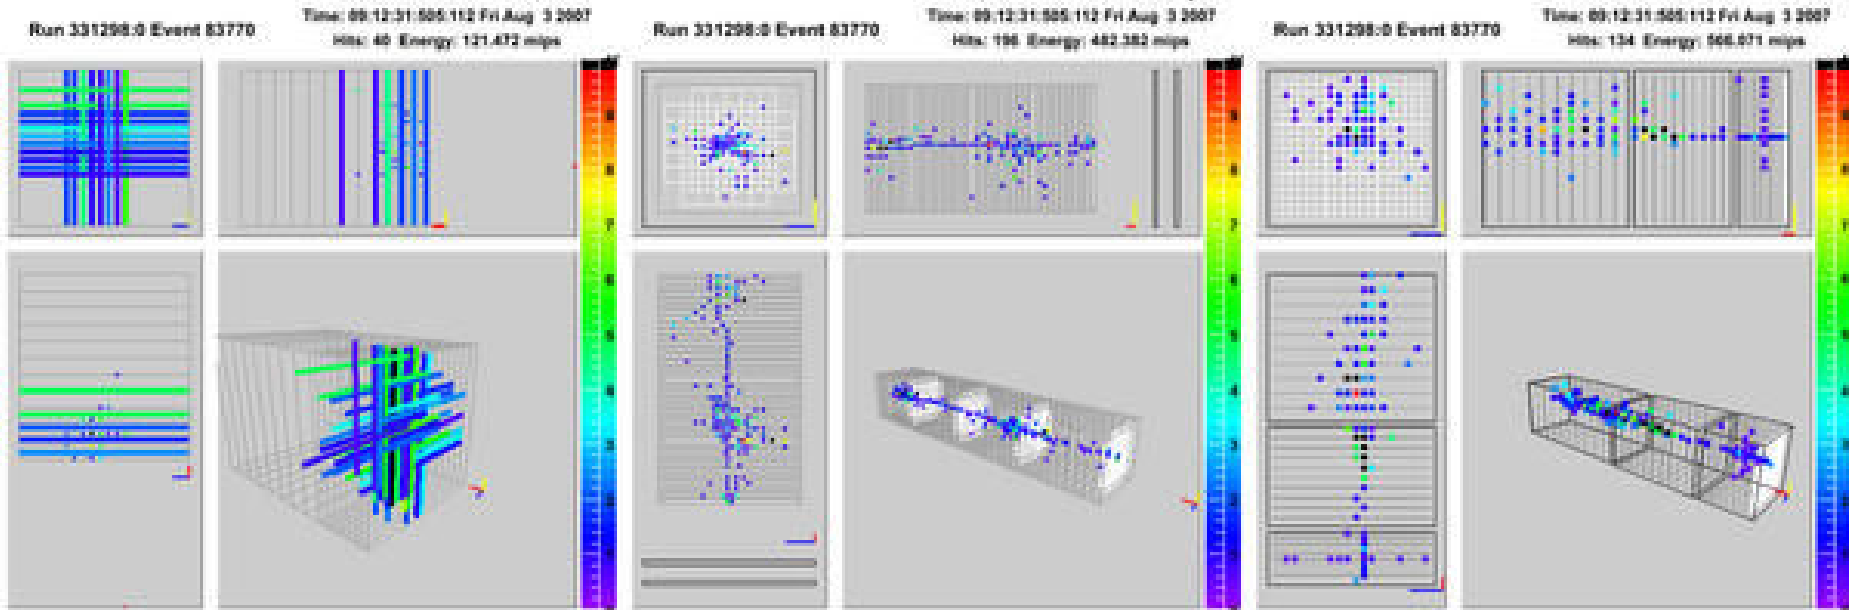 Run 331298:0 Event 83770
Time: 09:12:31:505:112 Fri Aug 3 2007
Hits: 40 Energy: 121.472 mips
Run 331298:0 Event 83770
Time: 09:12:31:505:112 Fri Aug 3 2007
Hits: 196 Energy: 482.382 mips
Run 331298:0 Event 83770
Time: 09:12:31:505:112 Fri Aug 3 2007
Hits: 134 Energy: mips